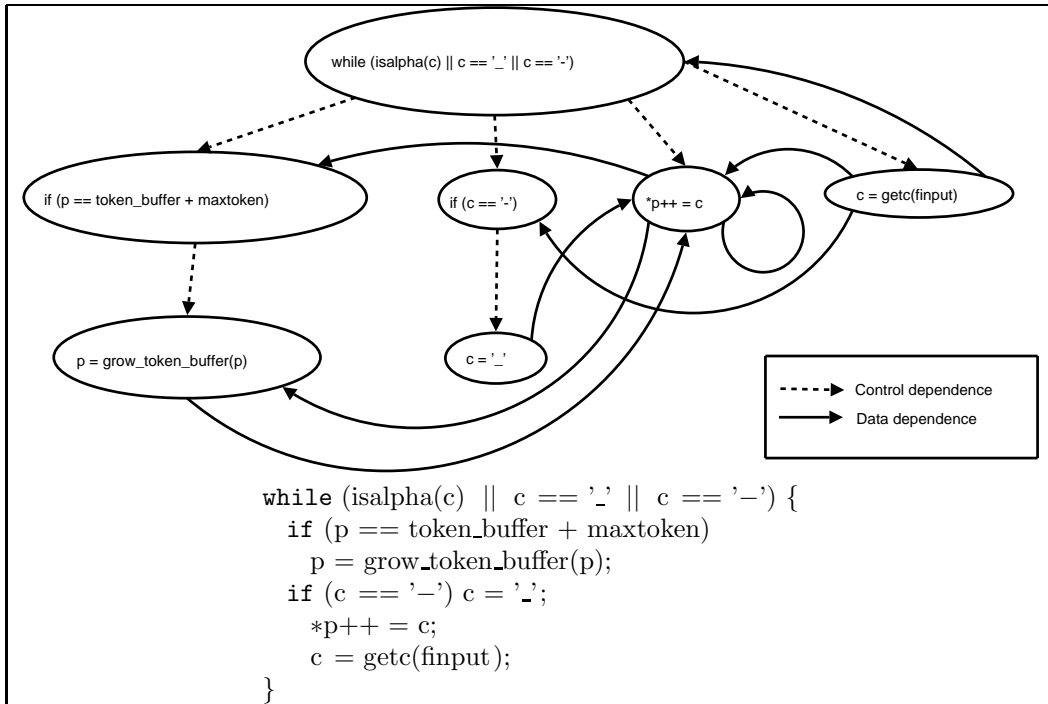 while (isalpha(c) || c == '_' || c == '-')
if (p == token_buffer + maxtoken)
if (c == '-')
*p++ = c
c = getc(finput)
p = grow_token_buffer(p)
c = '_'
Control dependence
Data dependence
while (isalpha(c) || c == '_' || c == '−') {
if (p == token_buffer + maxtoken)
p = grow_token_buffer(p);
if (c == '−') c = '_';
*p++ = c;
c = getc(finput);
}